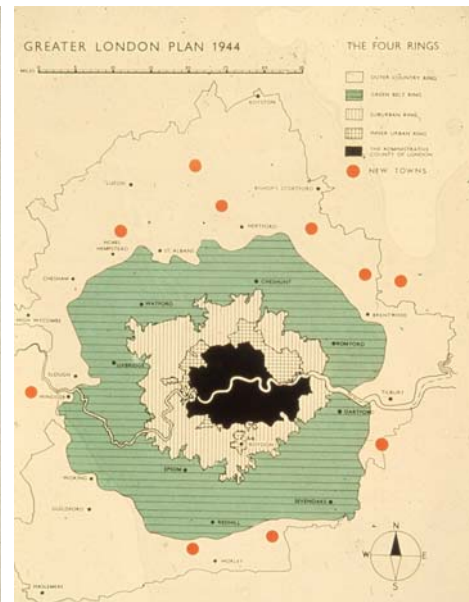 GREATER LONDON PLAN 1944
THE FOUR RINGS
MILES
OUTER COUNTRY RING
GREEN BELT RING
SUBURBAN RING
INNER URBAN RING
THE ADMINISTRATIVE
COUNTY OF LONDON
NEW TOWNS
ROYSTON
LUTON
BISHOP'S STORTFORD
HERTFORD
HEMEL
HEMPSTEAD
ST ALBANS
CHESHAM
CHESHUNT
WATFORD
HIGH WYCOMBE
BRENTWOOD
ROMFORD
UXBRIDGE
SLOUGH
WINDSOR
TILBURY
DARTFORD
CROYDON
EPSOM
WOKING
SEVENOAKS
GUILDFORD
REDHILL
HORLEY
HASLEMERE
N
W
E
S